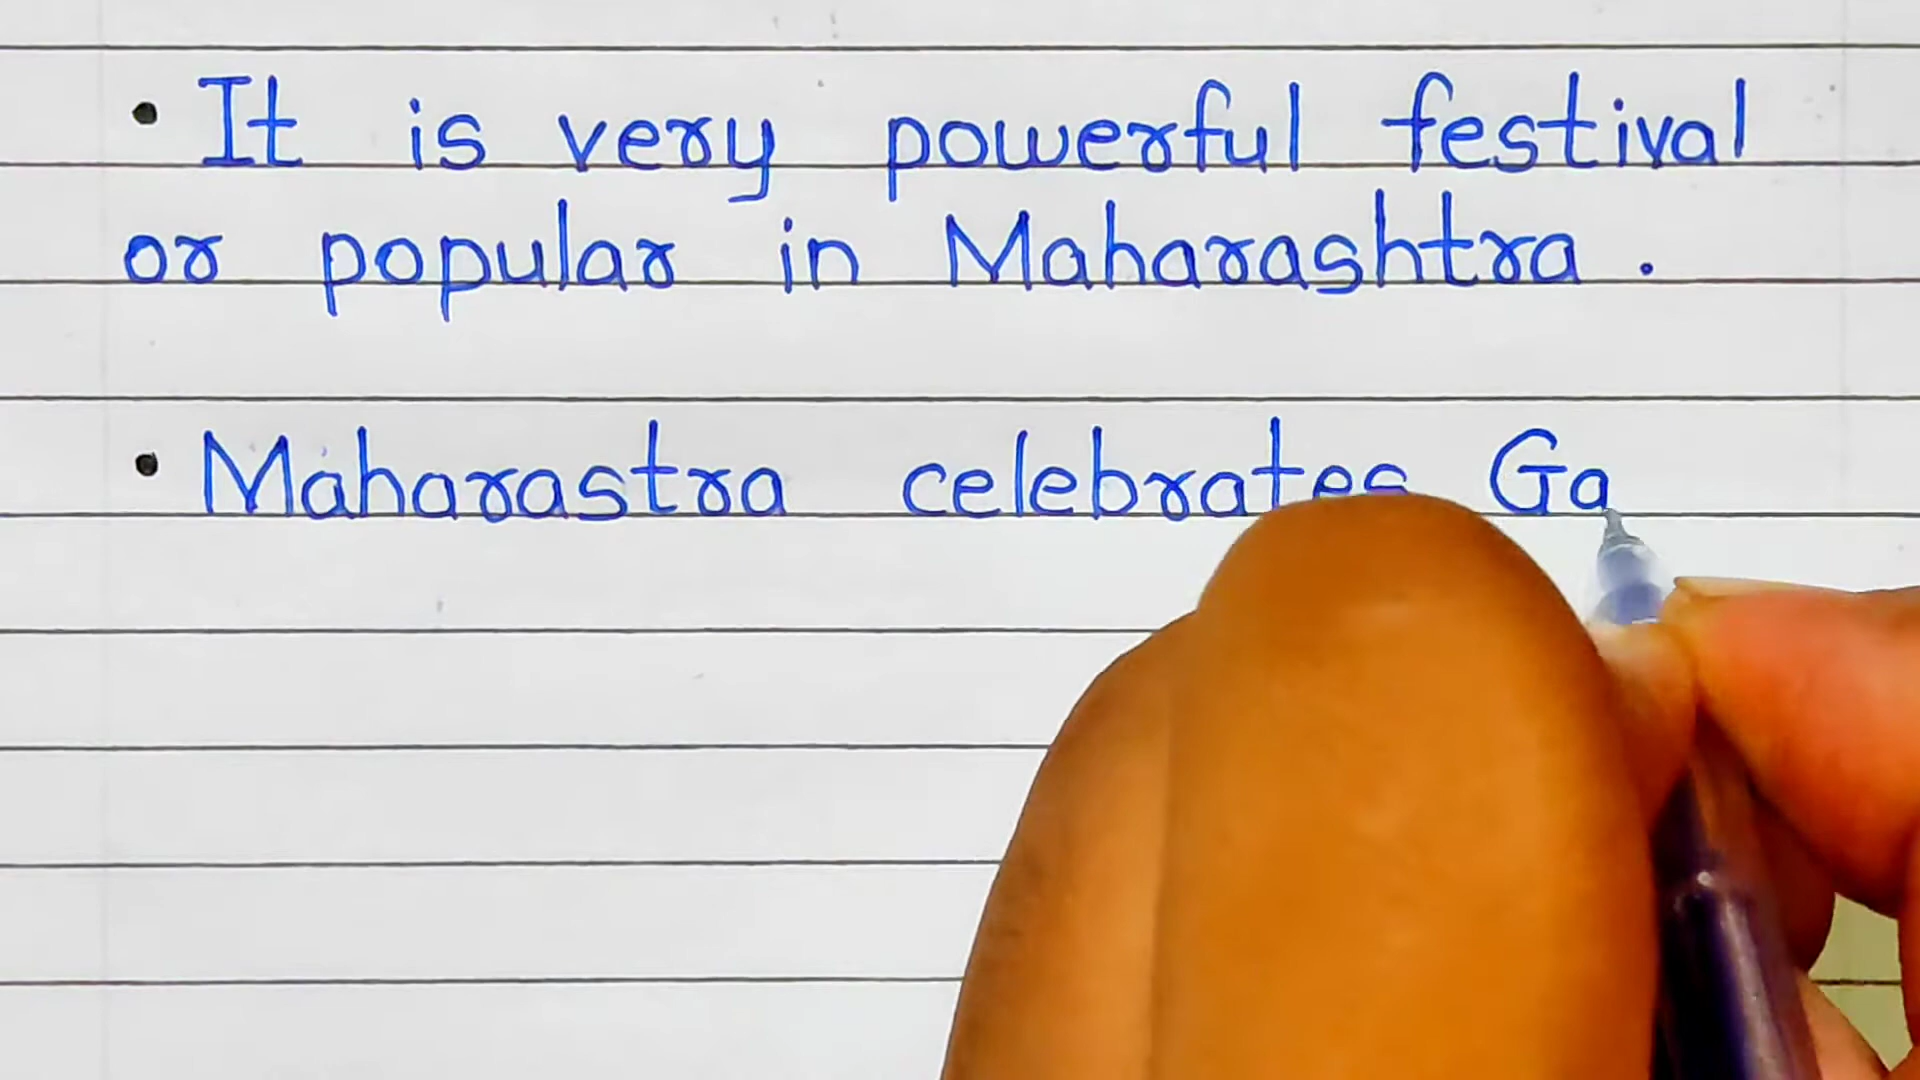 • It is very powerful festival
or popular in Maharashtra.
• Maharastra celebrates Ga